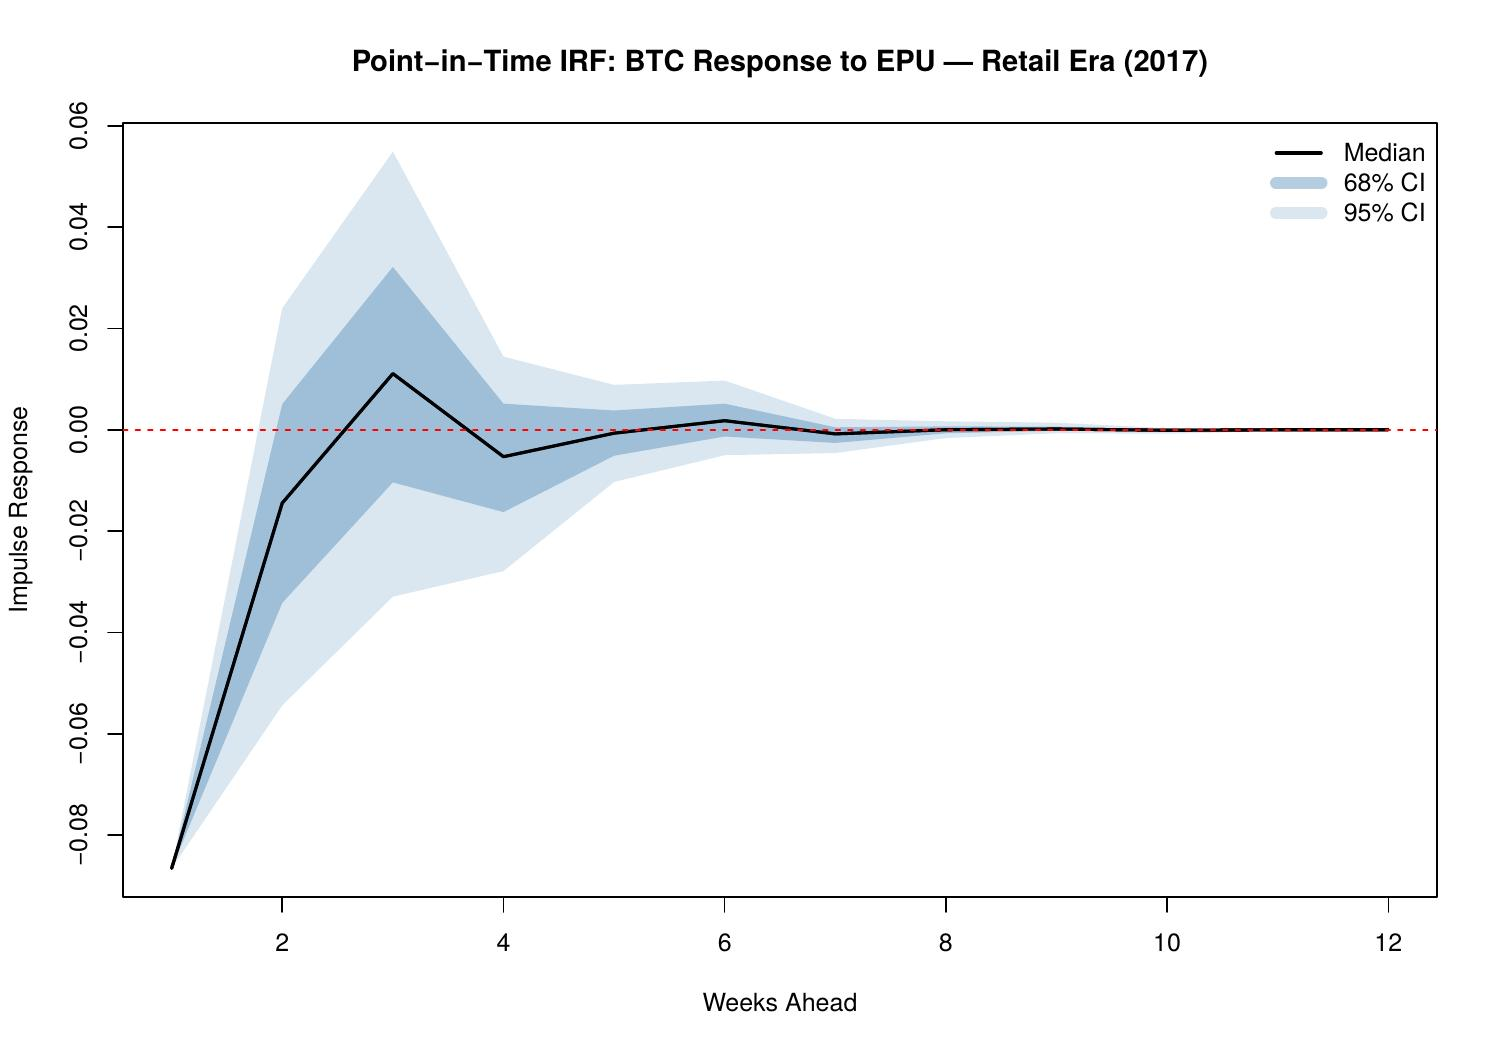 Point−in−Time IRF: BTC Response to EPU — Retail Era (2017)
Median
68% CI
95% CI
0.06
0.04
0.02
0.00
−0.02
−0.04
−0.06
−0.08
Impulse Response
2 4 6 8 10 12
Weeks Ahead